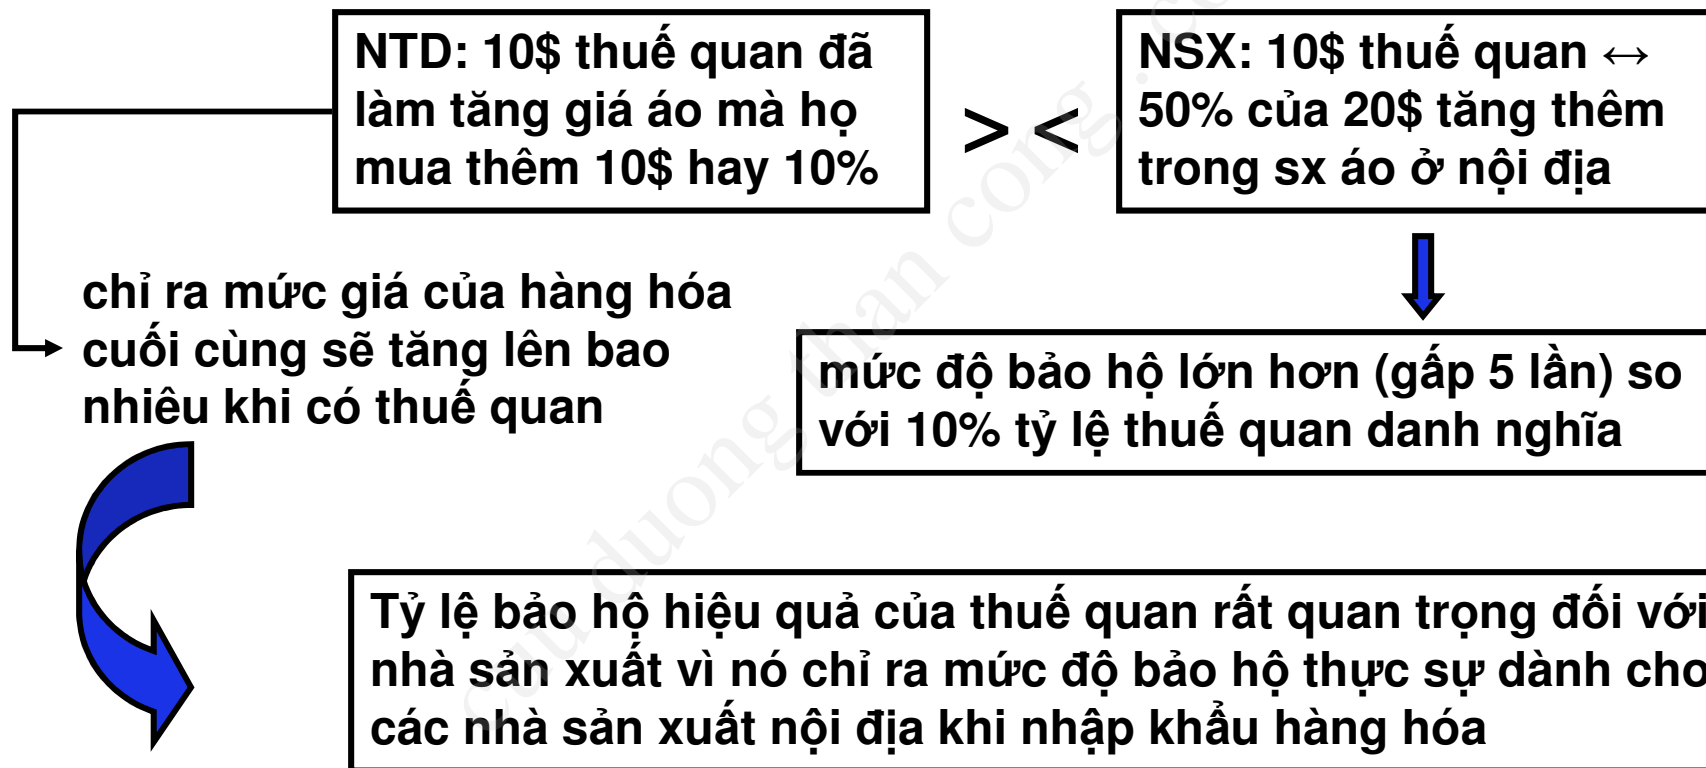 NTD: 10$ thuế quan đã
làm tăng giá áo mà họ
mua thêm 10$ hay 10%
> <
NSX: 10$ thuế quan ↔
50% của 20$ tăng thêm
trong sx áo ở nội địa
chỉ ra mức giá của hàng hóa
cuối cùng sẽ tăng lên bao
nhiêu khi có thuế quan
mức độ bảo hộ lớn hơn (gấp 5 lần) so
với 10% tỷ lệ thuế quan danh nghĩa
Tỷ lệ bảo hộ hiệu quả của thuế quan rất quan trọng đối với
nhà sản xuất vì nó chỉ ra mức độ bảo hộ thực sự dành cho
các nhà sản xuất nội địa khi nhập khẩu hàng hóa
cuu duong than cong . co